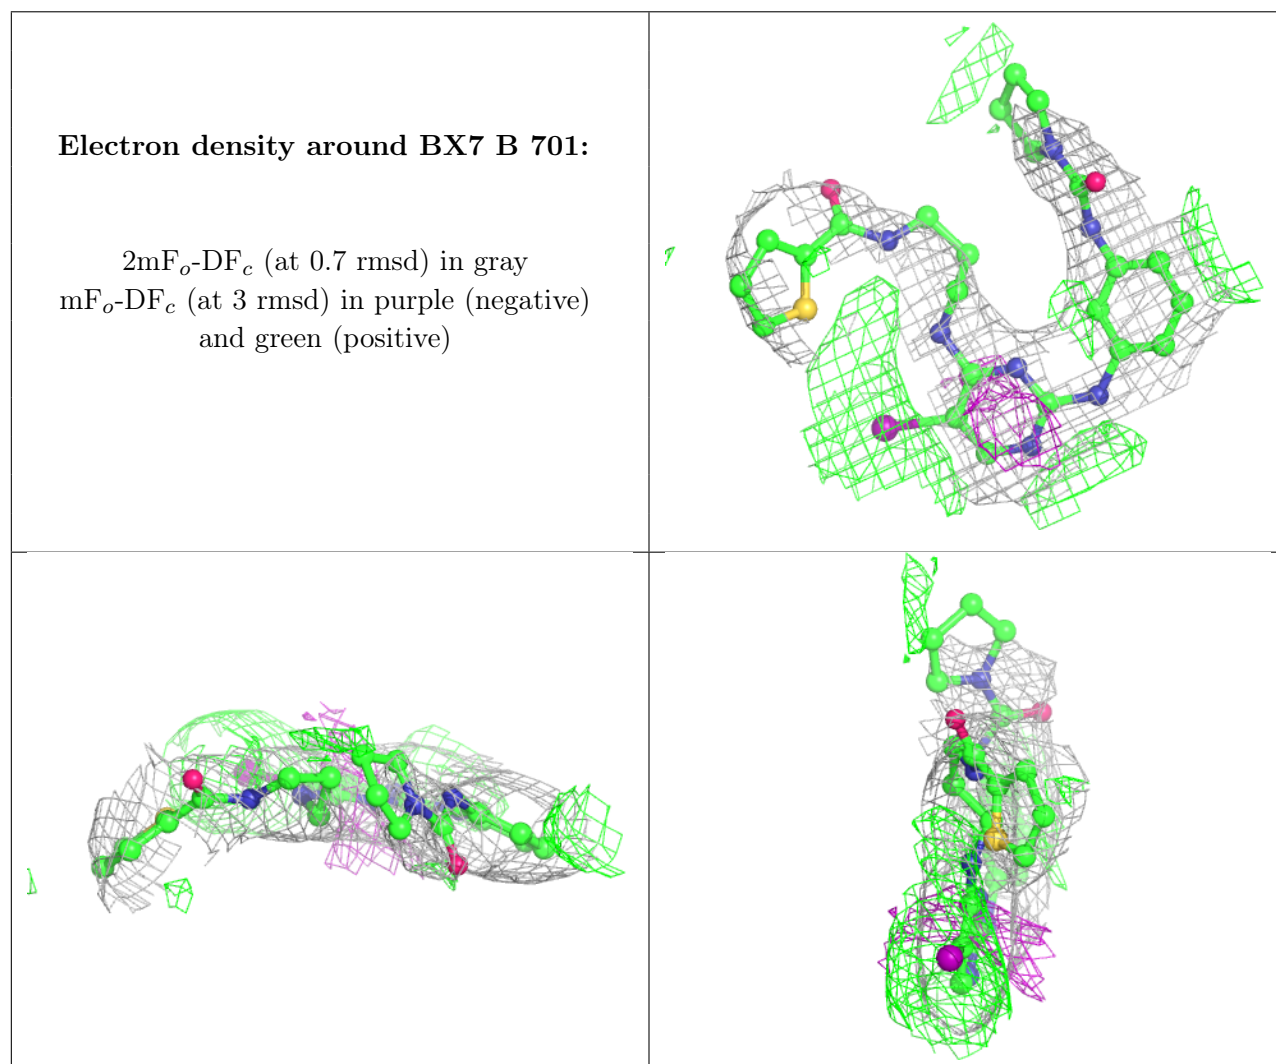 Electron density around BX7 B 701:
2mFₒ-DF𝒸 (at 0.7 rmsd) in gray
mFₒ-DF𝒸 (at 3 rmsd) in purple (negative)
and green (positive)